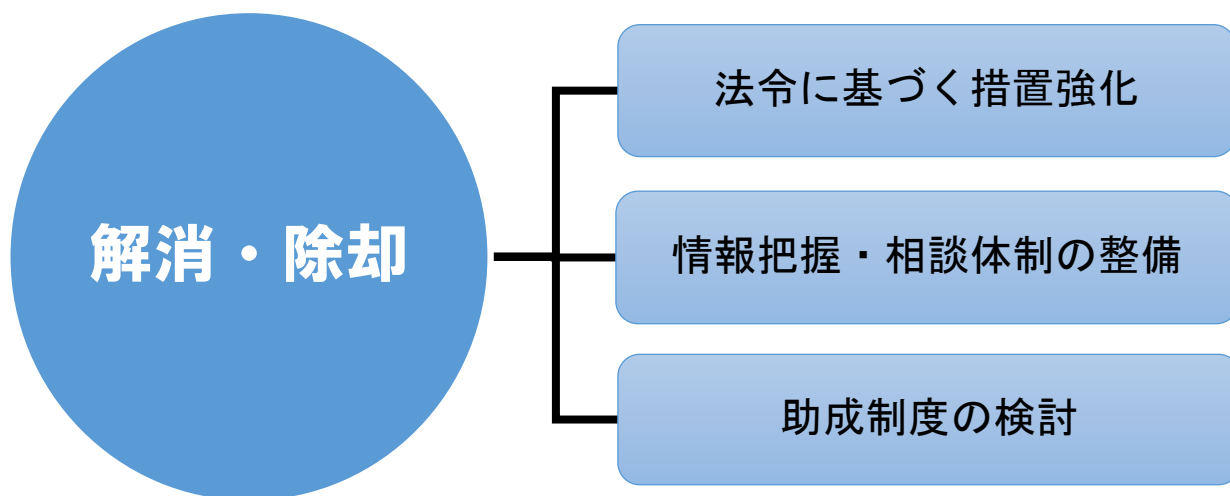 解消・除却
法令に基づく措置強化
情報把握・相談体制の整備
助成制度の検討